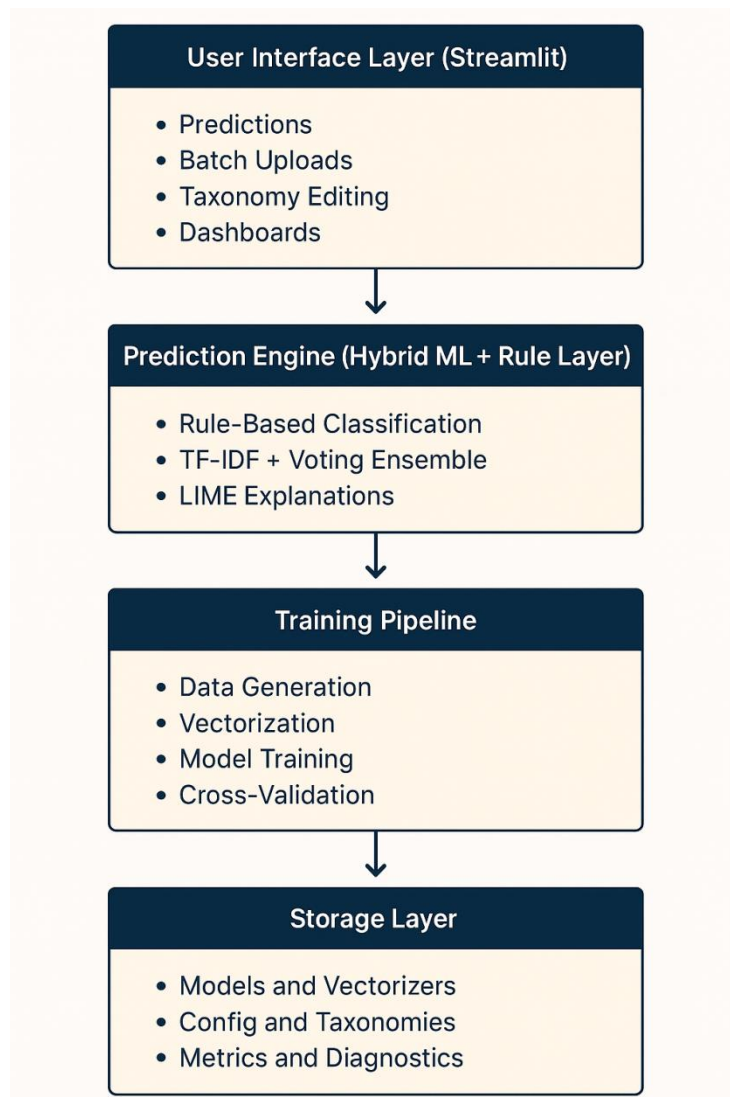 User Interface Layer (Streamlit)
• Predictions
• Batch Uploads
• Taxonomy Editing
• Dashboards
Prediction Engine (Hybrid ML + Rule Layer)
• Rule-Based Classification
• TF-IDF + Voting Ensemble
• LIME Explanations
Training Pipeline
• Data Generation
• Vectorization
• Model Training
• Cross-Validation
Storage Layer
• Models and Vectorizers
• Config and Taxonomies
• Metrics and Diagnostics